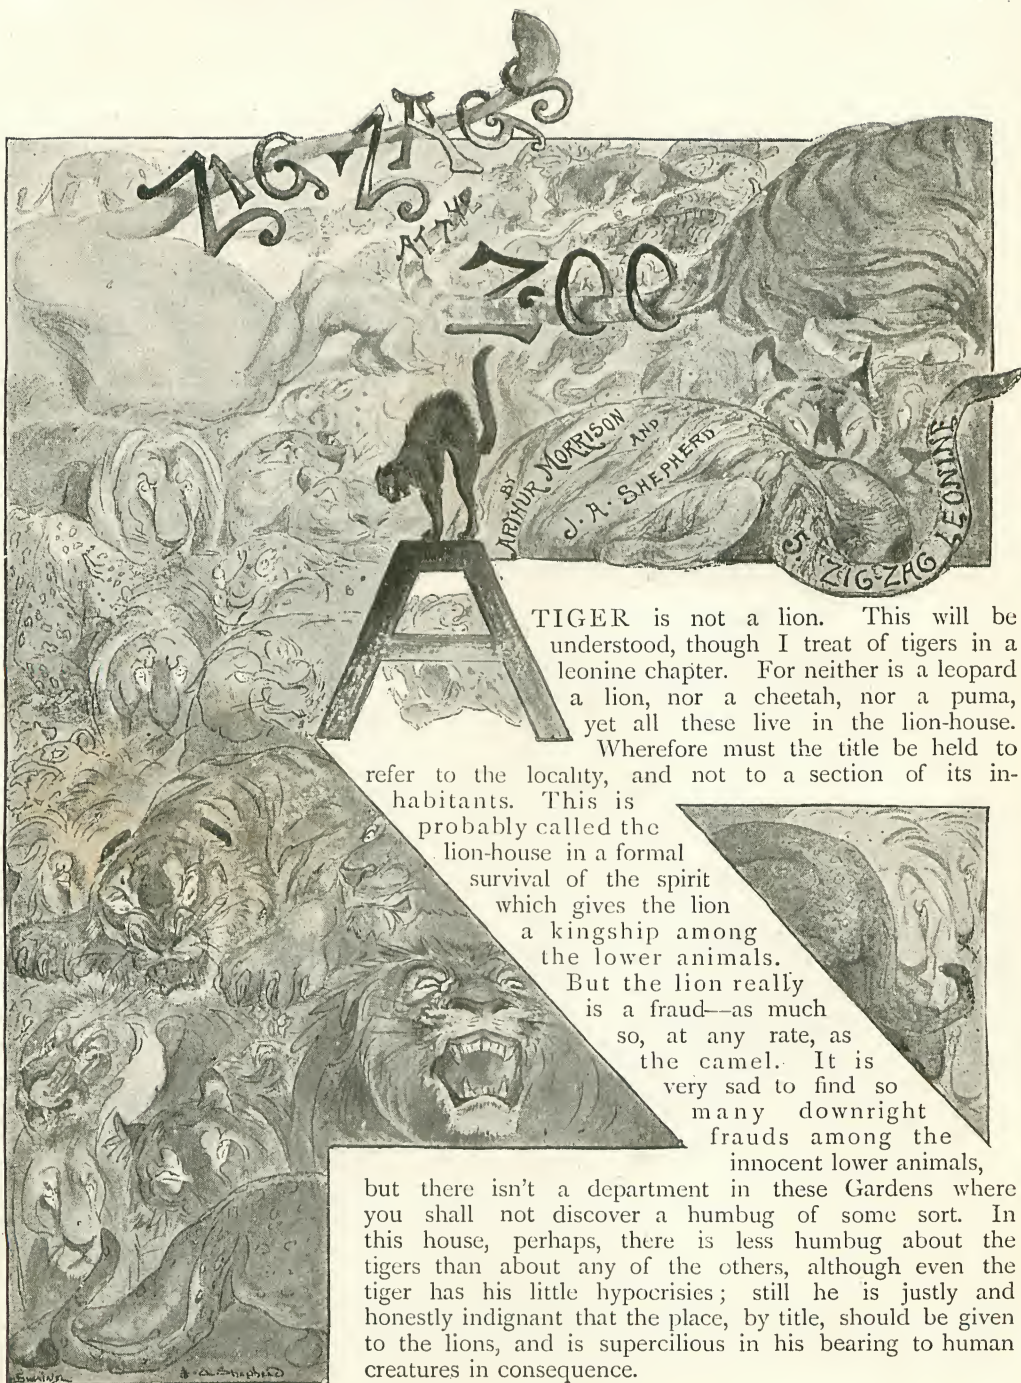 ZIG-ZAGS
AT THE
ZOO
BY
ARTHUR MORRISON
AND
J. A. SHEPHERD
5. ZIGZAG LEONINE
A TIGER is not a lion. This will be
understood, though I treat of tigers in a
leonine chapter. For neither is a leopard
a lion, nor a cheetah, nor a puma,
yet all these live in the lion-house.
Wherefore must the title be held to
refer to the locality, and not to a section of its in-
habitants. This is
probably called the
lion-house in a formal
survival of the spirit
which gives the lion
a kingship among
the lower animals.
But the lion really
is a fraud—as much
so, at any rate, as
the camel. It is
very sad to find so
many downright
frauds among the
innocent lower animals,
but there isn't a department in these Gardens where
you shall not discover a humbug of some sort. In
this house, perhaps, there is less humbug about the
tigers than about any of the others, although even the
tiger has his little hypocrisies; still he is justly and
honestly indignant that the place, by title, should be given
to the lions, and is supercilious in his bearing to human
creatures in consequence.
J. A. Shepherd